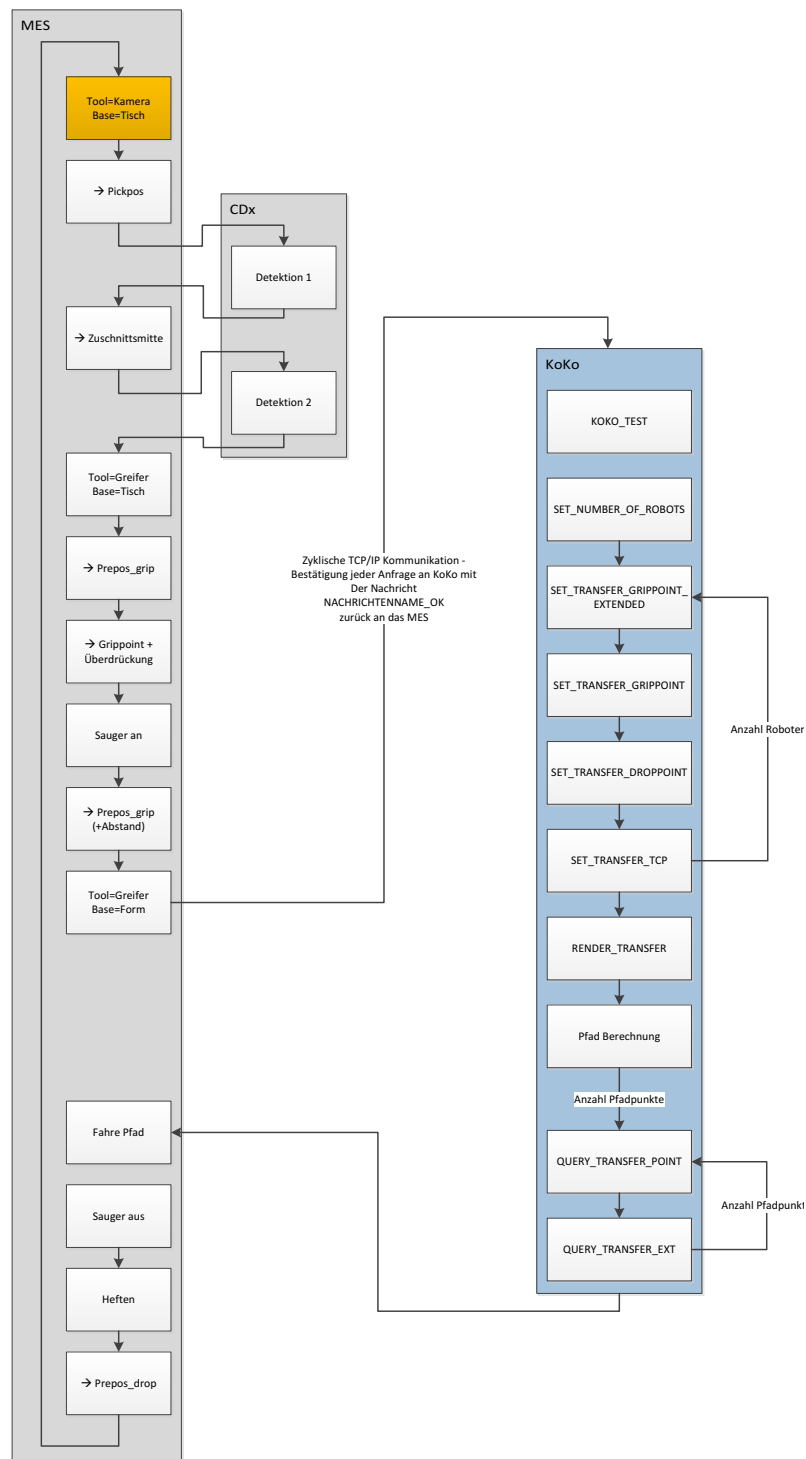 MES
Tool=Kamera
Base=Tisch
→ Pickpos
CDx
Detektion 1
→ Zuschnittsmitte
Detektion 2
Tool=Greifer
Base=Tisch
→ Prepos_grip
→ Grippoint +
Überdrückung
Sauger an
→ Prepos_grip
(+Abstand)
Tool=Greifer
Base=Form
Zyklische TCP/IP Kommunikation -
Bestätigung jeder Anfrage an KoKo mit
Der Nachricht
NACHRICHTENNAME_OK
zurück an das MES
KoKo
KOKO_TEST
SET_NUMBER_OF_ROBOTS
SET_TRANSFER_GRIPPOINT_
EXTENDED
SET_TRANSFER_GRIPPOINT
SET_TRANSFER_DROPPOINT
SET_TRANSFER_TCP
Anzahl Roboter
RENDER_TRANSFER
Pfad Berechnung
Anzahl Pfadpunkte
QUERY_TRANSFER_POINT
QUERY_TRANSFER_EXT
Anzahl Pfadpunkt
Fahre Pfad
Sauger aus
Heften
→ Prepos_drop